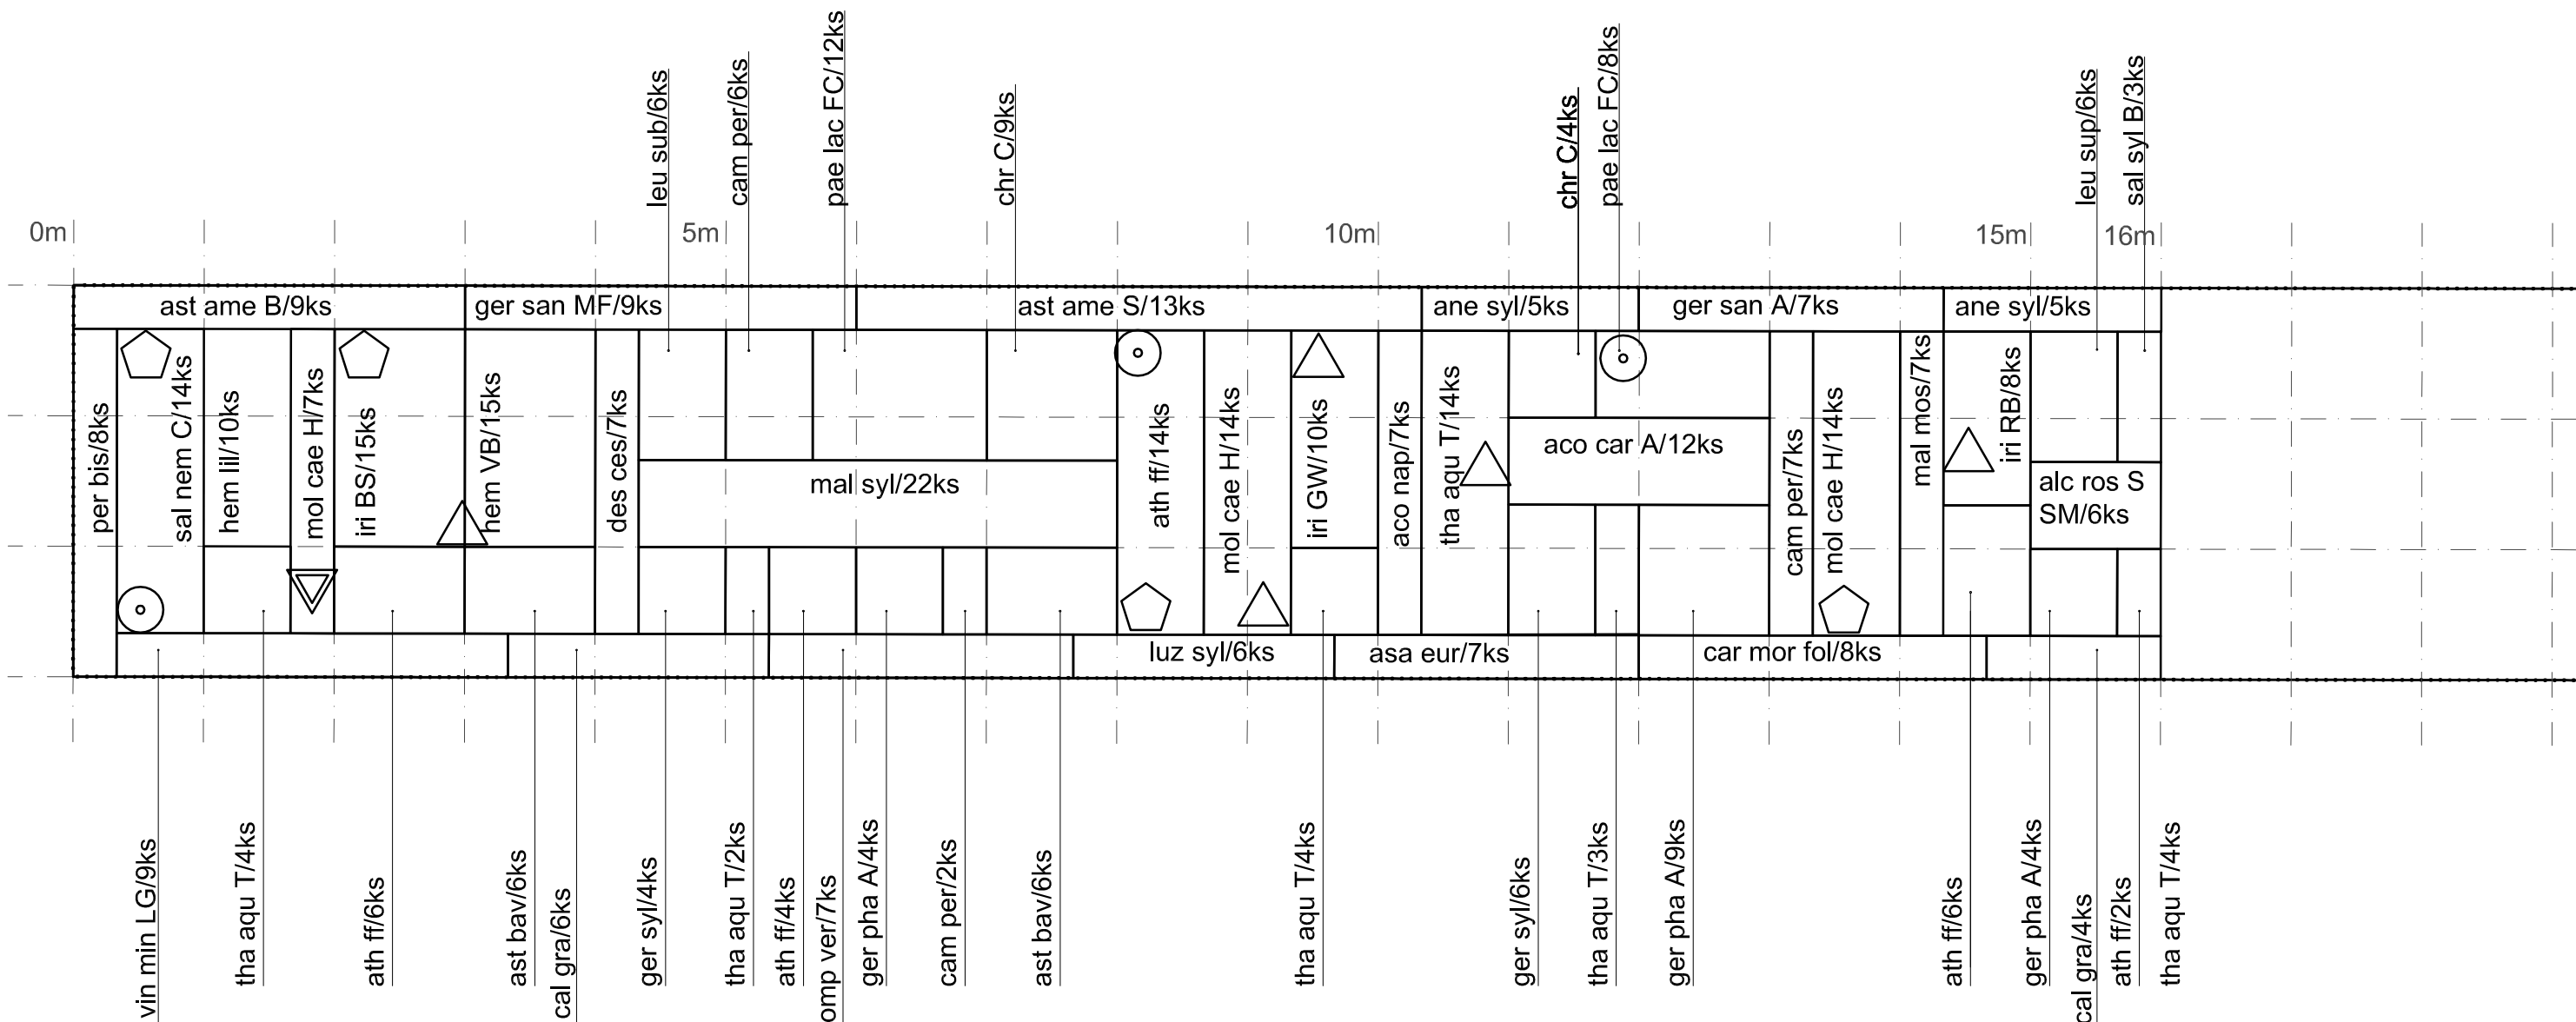 leu sub/6ks
cam per/6ks
pae lac FC/12ks
chr C/9ks
chr C/4ks
pae lac FC/8ks
leu sup/6ks
sal syl B/3ks
0m
5m
10m
15m
16m
ast ame B/9ks
ger san MF/9ks
ast ame S/13ks
ane syl/5ks
ger san A/7ks
ane syl/5ks
per bis/8ks
sal nem C/14ks
hem lil/10ks
mol cae H/7ks
iri BS/15ks
hem VB/15ks
des ces/7ks
mal syl/22ks
ath ff/14ks
mol cae H/14ks
iri GW/10ks
aco nap/7ks
tha aqu T/14ks
aco car A/12ks
cam per/7ks
mol cae H/14ks
mal mos/7ks
iri RB/8ks
alc ros S
SM/6ks
luz syl/6ks
asa eur/7ks
car mor fol/8ks
vin min LG/9ks
tha aqu T/4ks
ath ff/6ks
ast bav/6ks
cal gra/6ks
ger syl/4ks
tha aqu T/2ks
ath ff/4ks
omp ver/7ks
ger pha A/4ks
cam per/2ks
ast bav/6ks
tha aqu T/4ks
ger syl/6ks
tha aqu T/3ks
ger pha A/9ks
ath ff/6ks
ger pha A/4ks
cal gra/4ks
ath ff/2ks
tha aqu T/4ks